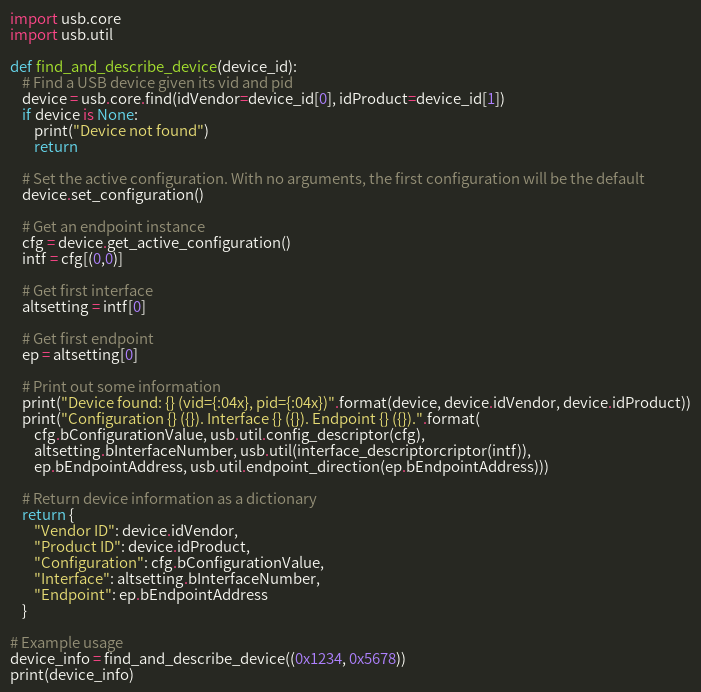 import usb.core
import usb.util

def find_and_describe_device(device_id):
    # Find a USB device given its vid and pid
    device = usb.core.find(idVendor=device_id[0], idProduct=device_id[1])
    if device is None:
        print("Device not found")
        return

    # Set the active configuration. With no arguments, the first configuration will be the default
    device.set_configuration()

    # Get an endpoint instance
    cfg = device.get_active_configuration()
    intf = cfg[(0,0)]

    # Get first interface
    altsetting = intf[0]

    # Get first endpoint
    ep = altsetting[0]

    # Print out some information
    print("Device found: {} (vid={:04x}, pid={:04x})".format(device, device.idVendor, device.idProduct))
    print("Configuration {} ({}). Interface {} ({}). Endpoint {} ({}).".format(
        cfg.bConfigurationValue, usb.util.config_descriptor(cfg),
        altsetting.bInterfaceNumber, usb.util(interface_descriptorcriptor(intf)),
        ep.bEndpointAddress, usb.util.endpoint_direction(ep.bEndpointAddress)))

    # Return device information as a dictionary
    return {
        "Vendor ID": device.idVendor,
        "Product ID": device.idProduct,
        "Configuration": cfg.bConfigurationValue,
        "Interface": altsetting.bInterfaceNumber,
        "Endpoint": ep.bEndpointAddress
    }

# Example usage
device_info = find_and_describe_device((0x1234, 0x5678))
print(device_info)